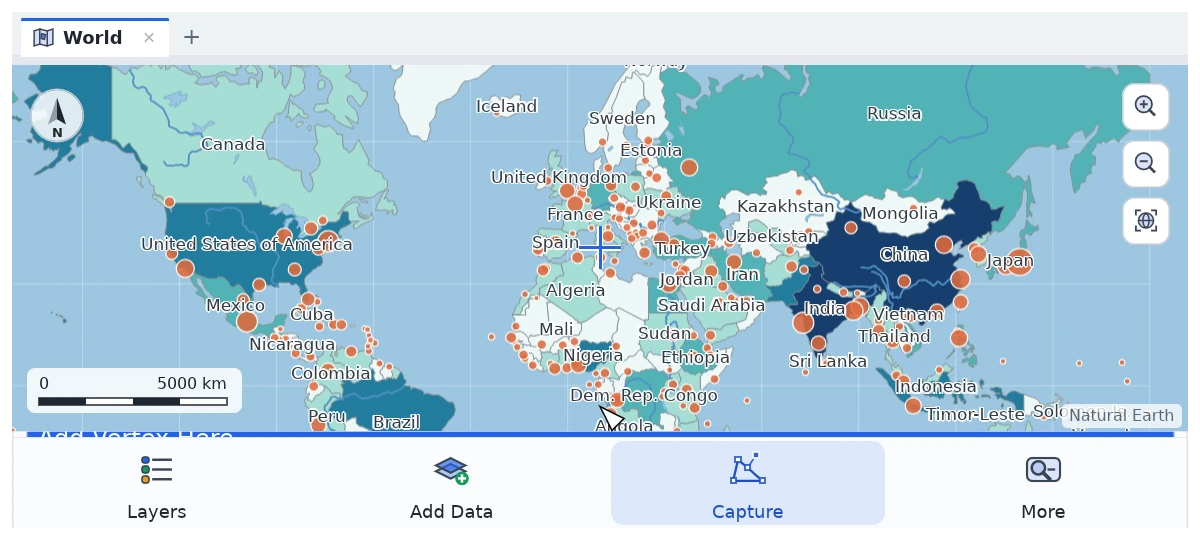 World
Norway
Iceland
Sweden
Russia
Canada
Estonia
United Kingdom
Ukraine
Kazakhstan
Mongolia
France
United States of America
Spain
Turkey
Uzbekistan
China
Japan
Jordan
Iran
Algeria
Mexico
Cuba
Saudi Arabia
India
Vietnam
Mali
Sudan
Nicaragua
Nigeria
Ethiopia
Thailand
Sri Lanka
Colombia
Dem. Rep. Congo
Indonesia
Peru
Brazil
Angola
Timor-Leste
N
0 5000 km
Natural Earth
Add Vertex Here
Layers
Add Data
Capture
More